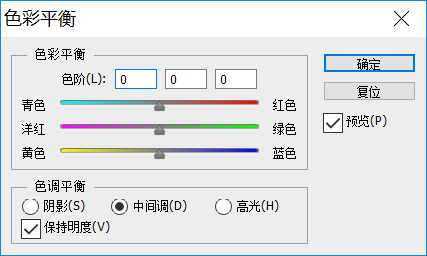 色彩平衡
色彩平衡
色阶(L): 0 0 0
青色 红色
洋红 绿色
黄色 蓝色
确定
复位
预览(P)
色调平衡
阴影(S) 中间调(D) 高光(H)
保持明度(V)